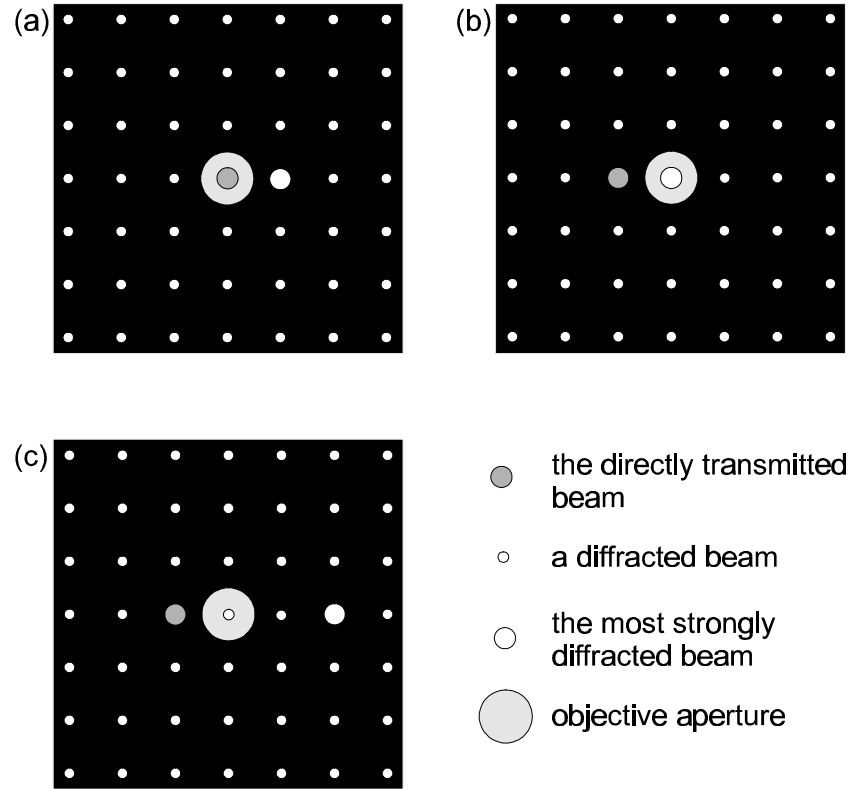 (a)
(b)
(c)
the directly transmitted
beam
a diffracted beam
the most strongly
diffracted beam
objective aperture